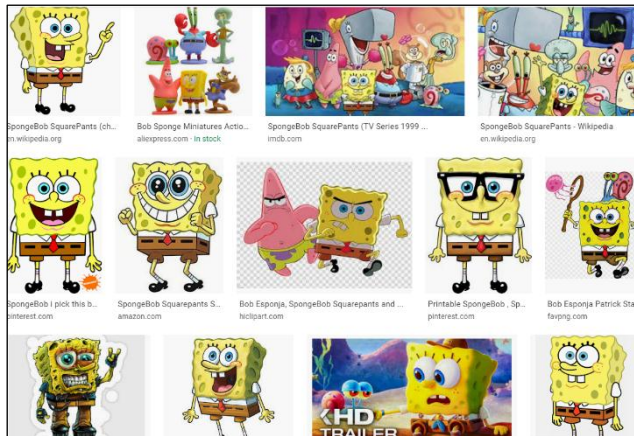 SpongeBob SquarePants (ch...
en.wikipedia.org
Bob Sponge Miniatures Actio...
aliexpress.com · In stock
SpongeBob SquarePants (TV Series 1999 ...
imdb.com
SpongeBob SquarePants - Wikipedia
en.wikipedia.org
SpongeBob i pick this b...
pinterest.com
SpongeBob Squarepants S...
amazon.com
Bob Esponja, SpongeBob Squarepants and ...
hiclipart.com
Printable SpongeBob , Sp...
pinterest.com
Bob Esponja Patrick Sta
favpng.com
HD
TRAILER